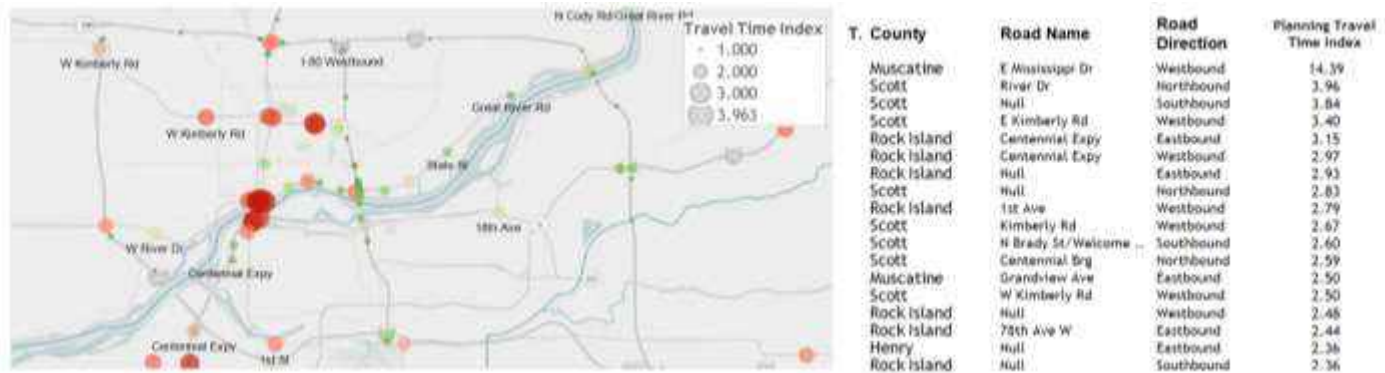 N Cody Rd/Great River Rd
Travel Time Index
1.000
2.000
3.000
3.963
W Kimberly Rd
I-80 Westbound
Great River Rd
W Kimberly Rd
State St
18th Ave
W River Dr
Centennial Expy
Centennial Expy
1st St
T. County Road Name Road Direction Planning Travel Time Index
Muscatine E Mississippi Dr Westbound 14.39
Scott River Dr Northbound 3.96
Scott Null Southbound 3.84
Scott E Kimberly Rd Westbound 3.40
Rock Island Centennial Expy Eastbound 3.15
Rock Island Centennial Expy Westbound 2.97
Rock Island Null Eastbound 2.93
Scott Null Northbound 2.83
Rock Island 1st Ave Westbound 2.79
Scott Kimberly Rd Westbound 2.67
Scott N Brady St/Welcome .. Southbound 2.60
Scott Centennial Brg Northbound 2.59
Muscatine Grandview Ave Eastbound 2.50
Scott W Kimberly Rd Westbound 2.50
Rock Island Null Westbound 2.48
Rock Island 78th Ave W Eastbound 2.44
Henry Null Eastbound 2.36
Rock Island Null Southbound 2.36